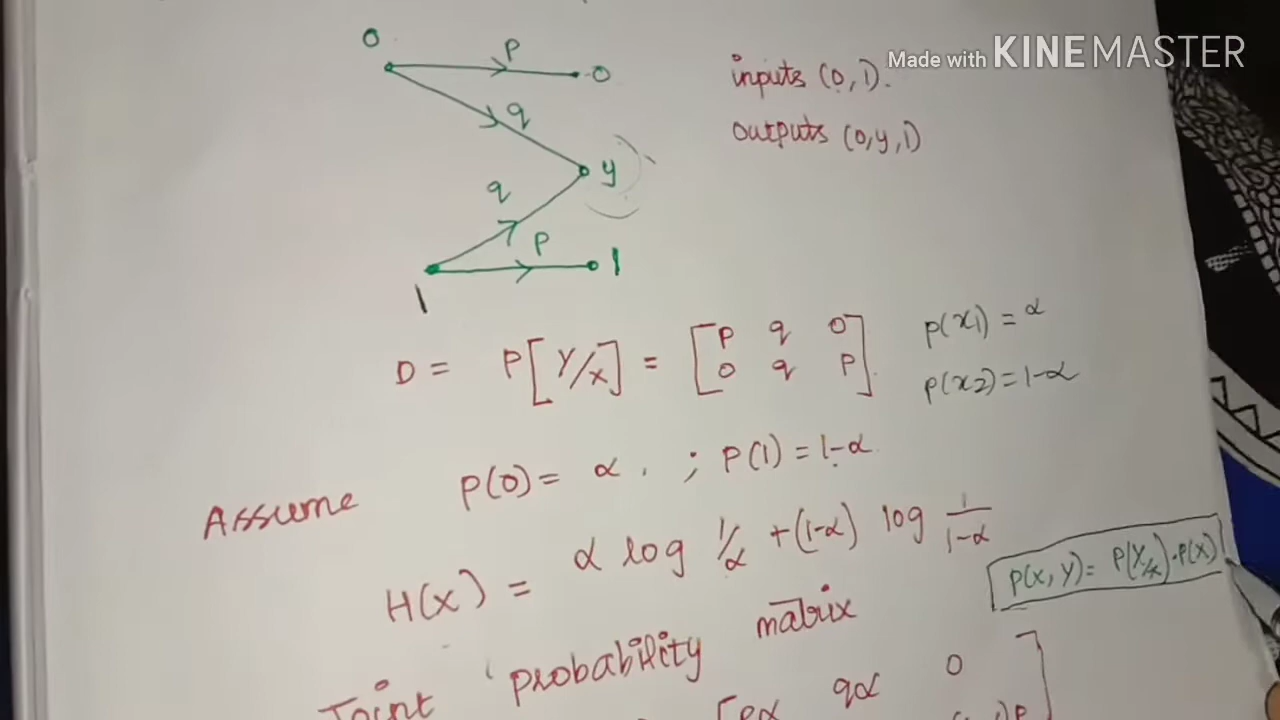 Made with KINEMASTER
0 P 0
q
inputs (0,1).
outputs (0,y,1)
q y
P 1
1
D = P[Y/X] = [P q 0
0 q P]
P(x1) = α
P(x2) = 1-α
Assume P(0) = α. ; P(1) = 1-α
H(X) = α log 1/α + (1-α) log 1/1-α
P(X,Y) = P(Y/X)·P(X)
Joint probability matrix
[Pα qα 0